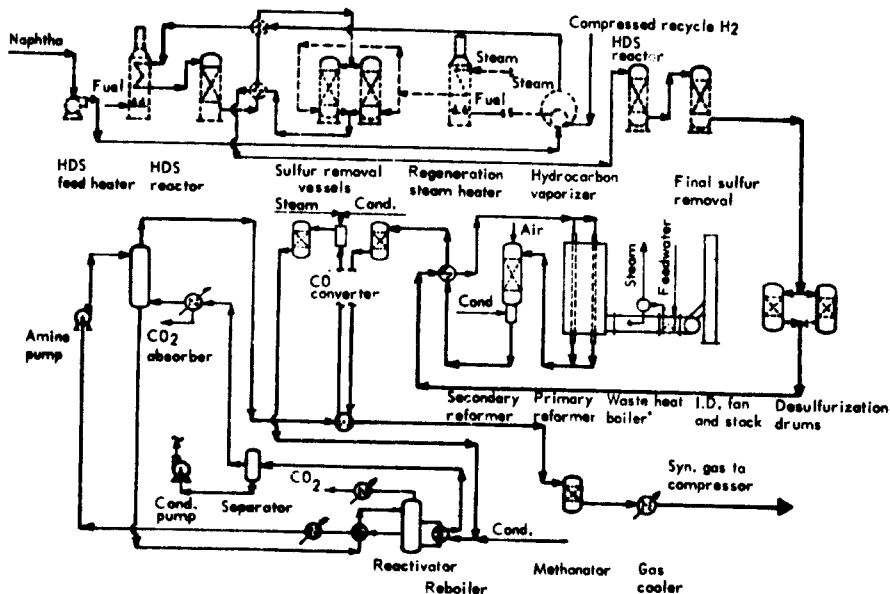 Compressed recycle H2
HDS
reactor
Naphtha
Steam
Steam
Fuel
Fuel
HDS
feed heater
HDS
reactor
Sulfur removal
vessels
Regeneration
steam heater
Hydrocarbon
vaporizer
Final sulfur
removal
Steam
Cond.
Air
Steam
Feedwater
CO
converter
Cond
Amine
pump
CO2
absorber
Secondary
reformer
Primary
reformer
Waste heat
boiler
I.D. fan
and stack
Desulfurization
drums
CO2
Syn. gas to
compressor
Cond.
pump
Separator
Cond.
Reactivator
Reboiler
Methanator
Gas
cooler